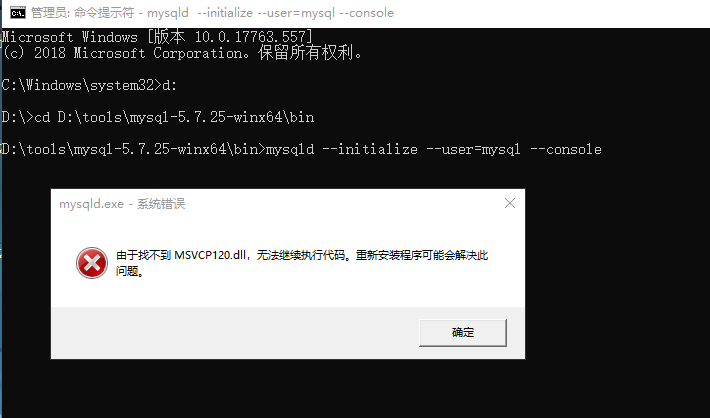 管理员: 命令提示符 - mysqld  --initialize --user=mysql --console
Microsoft Windows [版本 10.0.17763.557]
(c) 2018 Microsoft Corporation。保留所有权利。
C:\Windows\system32>d:
D:\>cd D:\tools\mysql-5.7.25-winx64\bin
D:\tools\mysql-5.7.25-winx64\bin>mysqld --initialize --user=mysql --console
mysqld.exe - 系统错误
由于找不到 MSVCP120.dll，无法继续执行代码。重新安装程序可能会解决此
问题。
确定